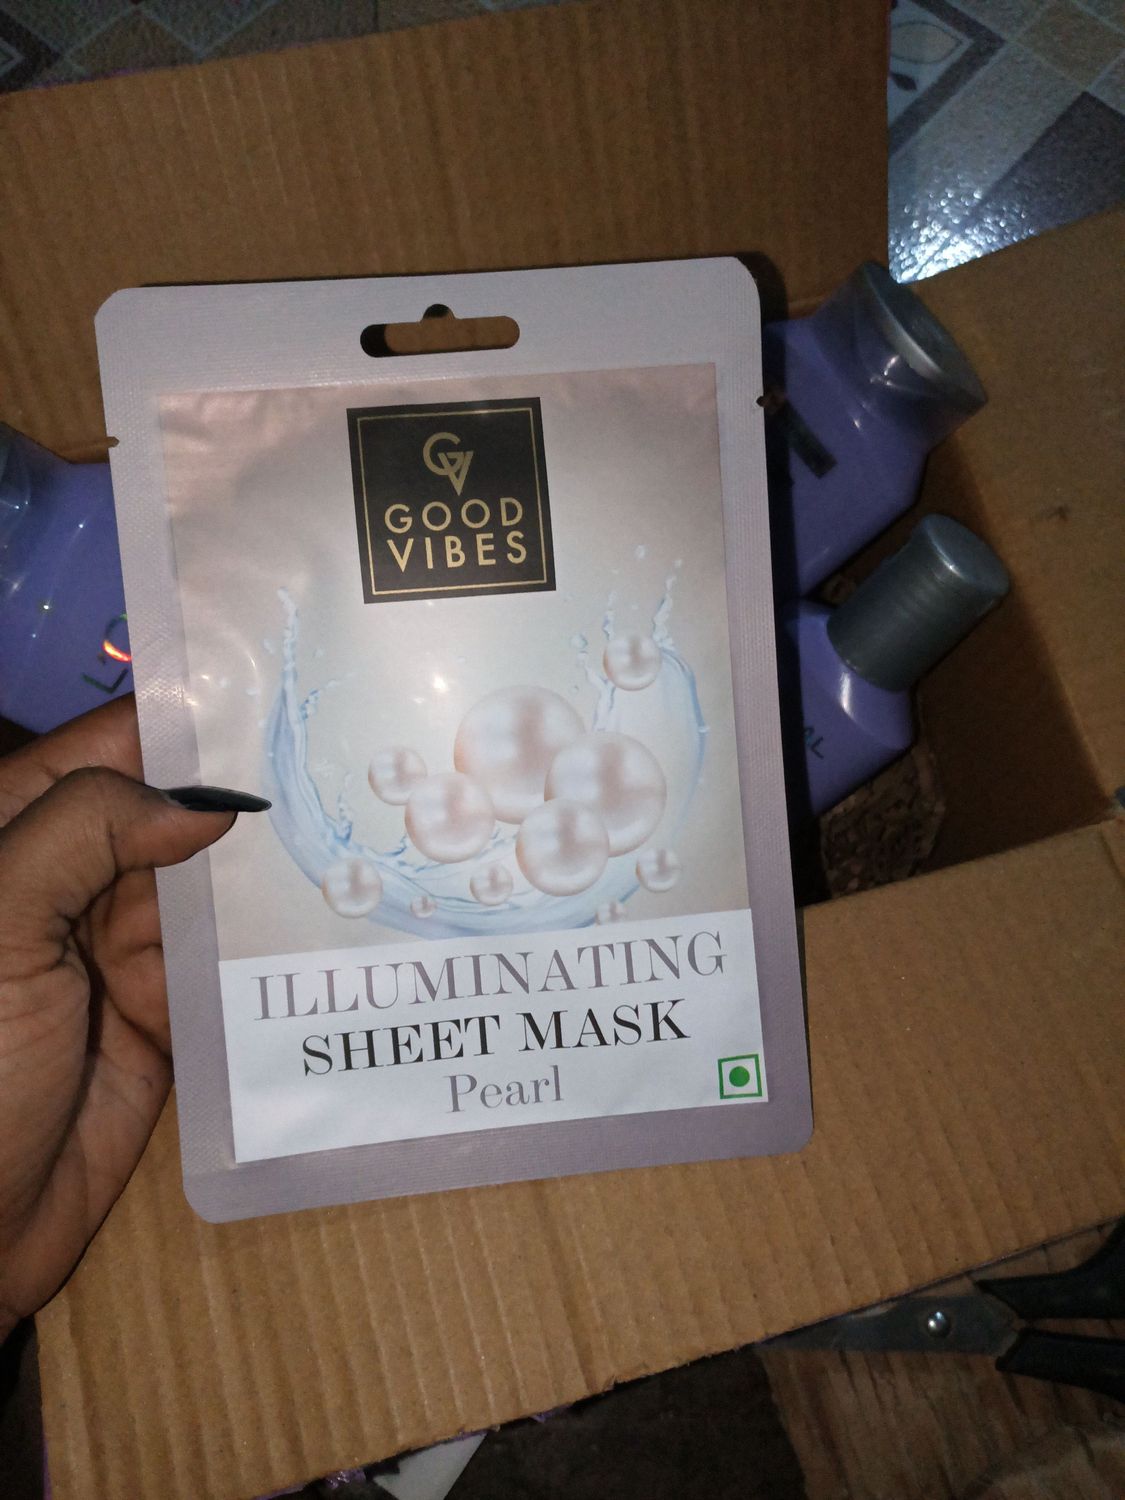 GV
GOOD
VIBES
ILLUMINATING
SHEET MASK
Pearl